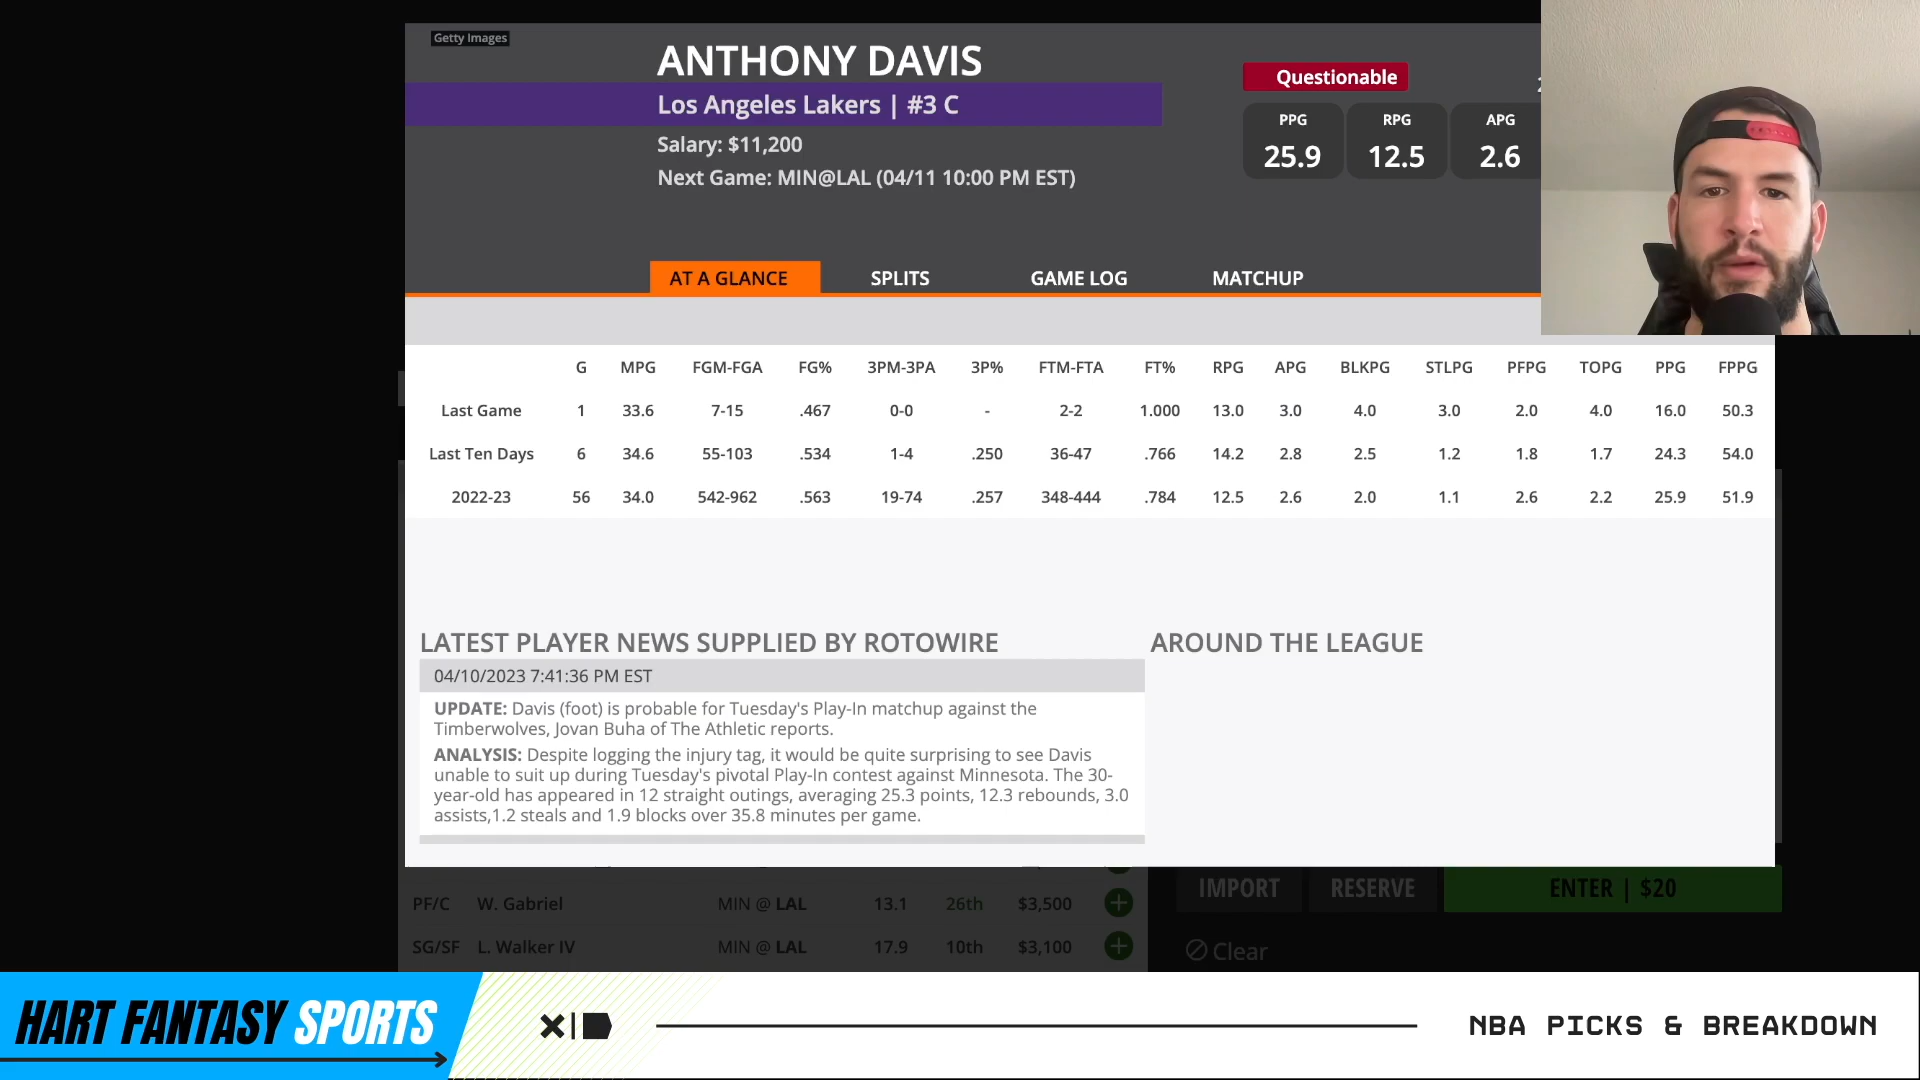 Getty Images
ANTHONY DAVIS
Los Angeles Lakers | #3 C
Salary: $11,200
Next Game: MIN@LAL (04/11 10:00 PM EST)
Questionable
PPG RPG APG
25.9 12.5 2.6
AT A GLANCE SPLITS GAME LOG MATCHUP
G MPG FGM-FGA FG% 3PM-3PA 3P% FTM-FTA FT% RPG APG BLKPG STLPG PFPG TOPG PPG FPPG
Last Game 1 33.6 7-15 .467 0-0 - 2-2 1.000 13.0 3.0 4.0 3.0 2.0 4.0 16.0 50.3
Last Ten Days 6 34.6 55-103 .534 1-4 .250 36-47 .766 14.2 2.8 2.5 1.2 1.8 1.7 24.3 54.0
2022-23 56 34.0 542-962 .563 19-74 .257 348-444 .784 12.5 2.6 2.0 1.1 2.6 2.2 25.9 51.9
LATEST PLAYER NEWS SUPPLIED BY ROTOWIRE
04/10/2023 7:41:36 PM EST
UPDATE: Davis (foot) is probable for Tuesday's Play-In matchup against the
Timberwolves, Jovan Buha of The Athletic reports.
ANALYSIS: Despite logging the injury tag, it would be quite surprising to see Davis
unable to suit up during Tuesday's pivotal Play-In contest against Minnesota. The 30-
year-old has appeared in 12 straight outings, averaging 25.3 points, 12.3 rebounds, 3.0
assists,1.2 steals and 1.9 blocks over 35.8 minutes per game.
AROUND THE LEAGUE
PF/C W. Gabriel MIN @ LAL 13.1 26th $3,500
SG/SF L. Walker IV MIN @ LAL 17.9 10th $3,100
IMPORT RESERVE ENTER | $20
Clear
HART FANTASY SPORTS
NBA PICKS & BREAKDOWN